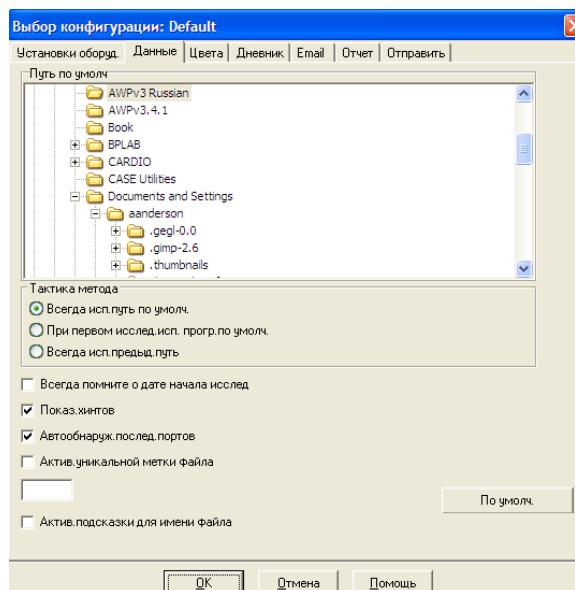 Выбор конфигурации: Default
Установки оборуд. Данные Цвета Дневник Email Отчет Отправить
Путь по умолч
AWPv3 Russian
AWPv3.4.1
Book
BPLAB
CARDIO
CASE Utilities
Documents and Settings
aanderson
.gegl-0.0
.gimp-2.6
.thumbnails
Тактика метода
Всегда исп.путь по умолч.
При первом исслед.исп. прогр.по умолч.
Всегда исп.предыд.путь
Всегда помните о дате начала исслед
Показ.хинтов
Автообнаруж.послед.портов
Актив.уникальной метки файла
По умолч.
Актив.подсказки для имени файла
OK Отмена Помощь